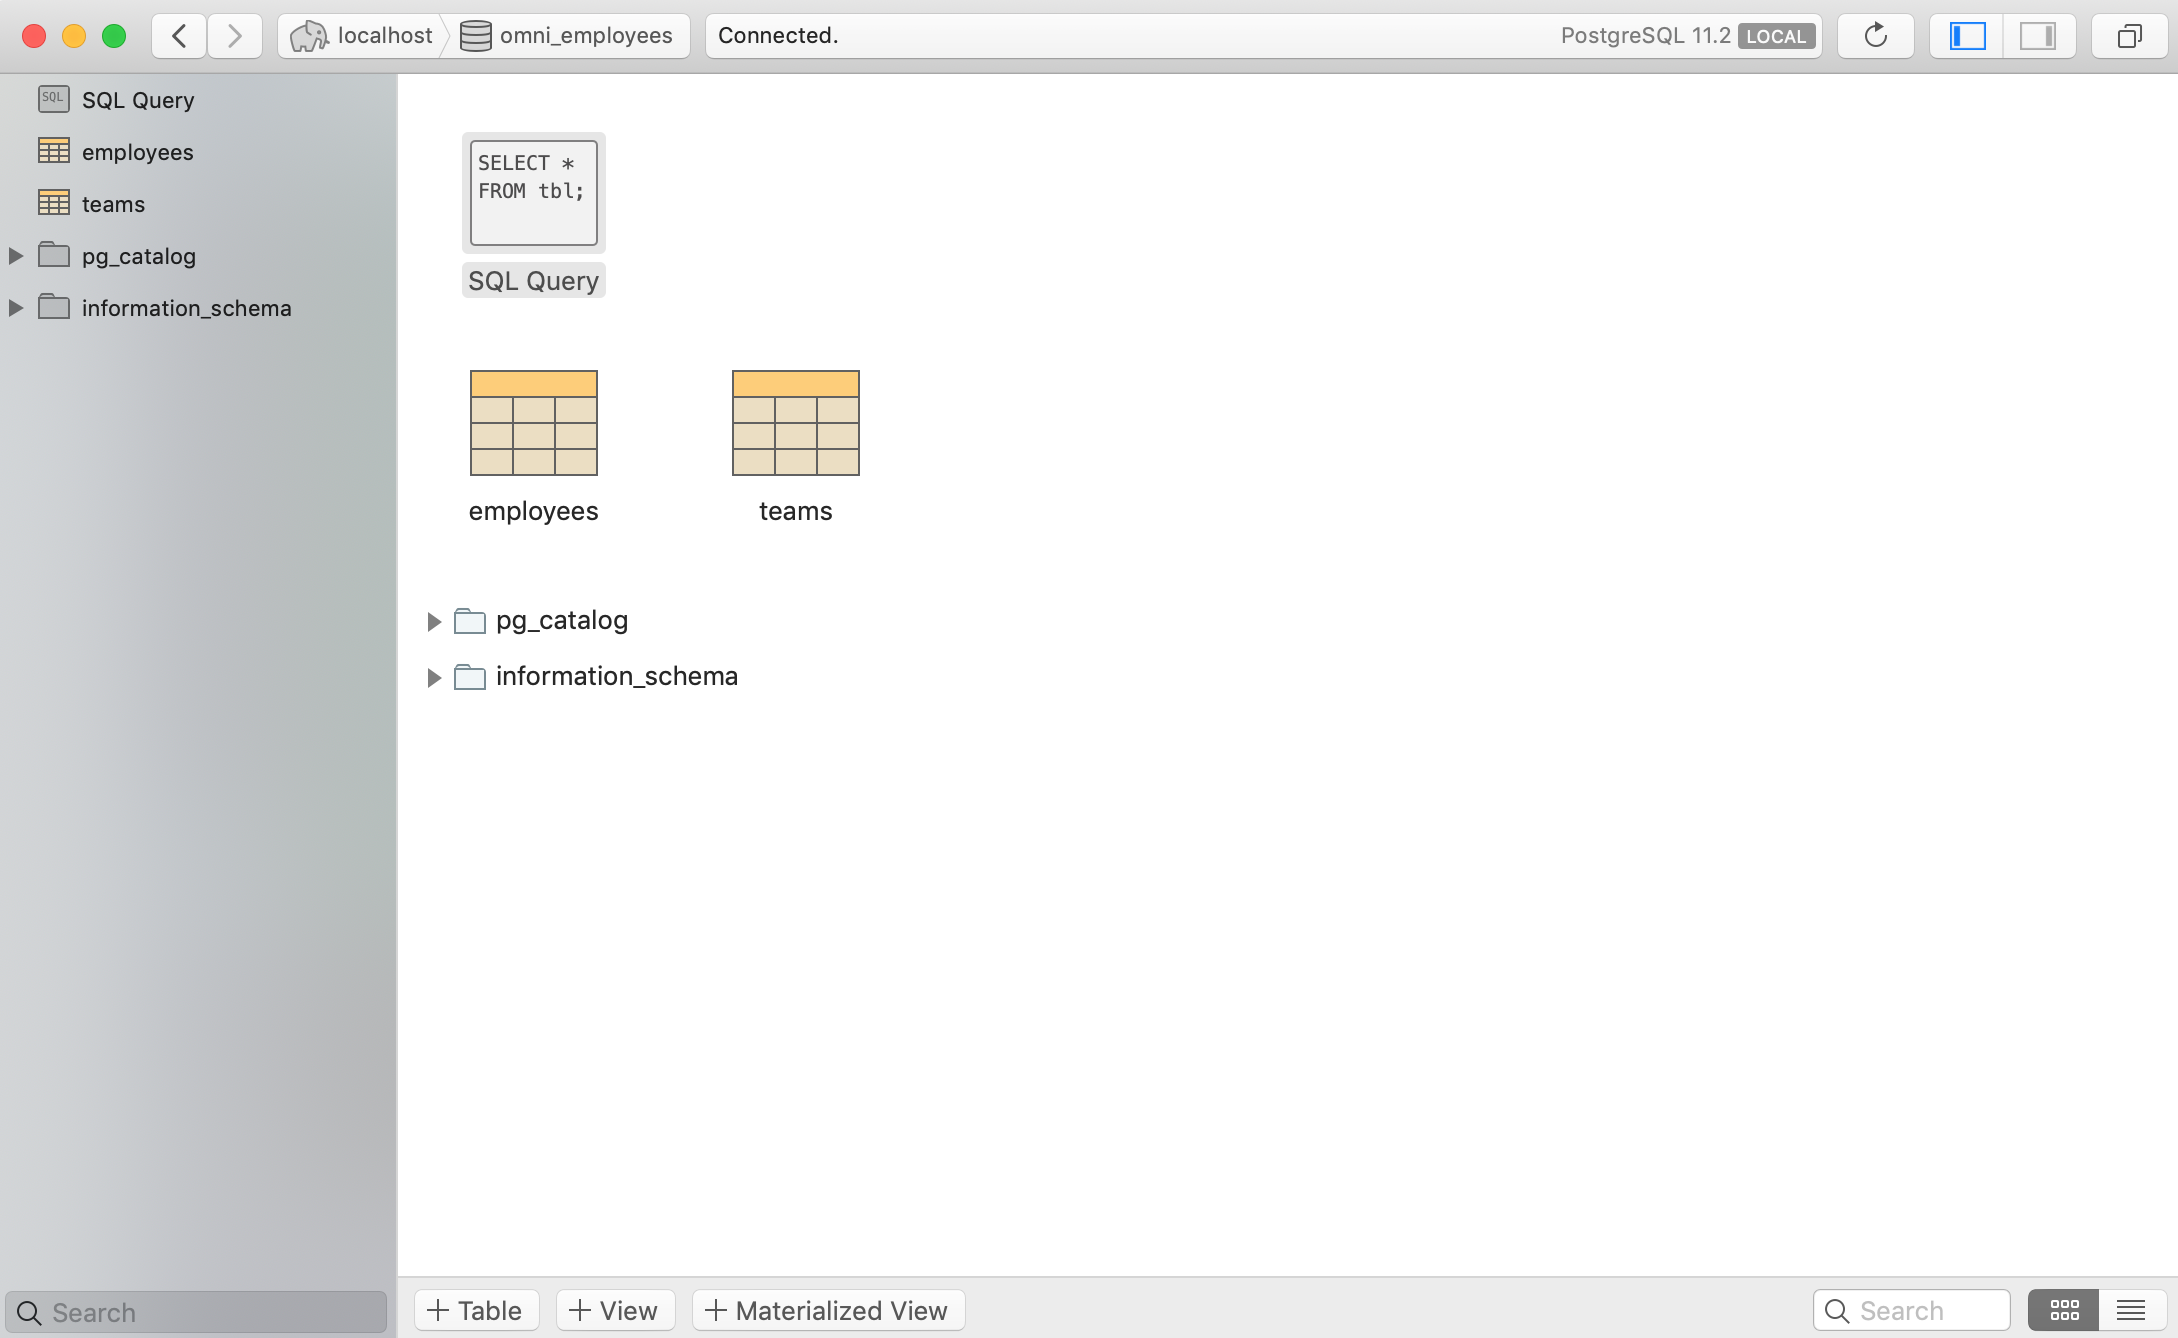 localhost
omni_employees
Connected.
PostgreSQL 11.2 LOCAL
SQL SQL Query
employees
teams
pg_catalog
information_schema
Search
SELECT *
FROM tbl;
SQL Query
employees
teams
pg_catalog
information_schema
Table
View
Materialized View
Search